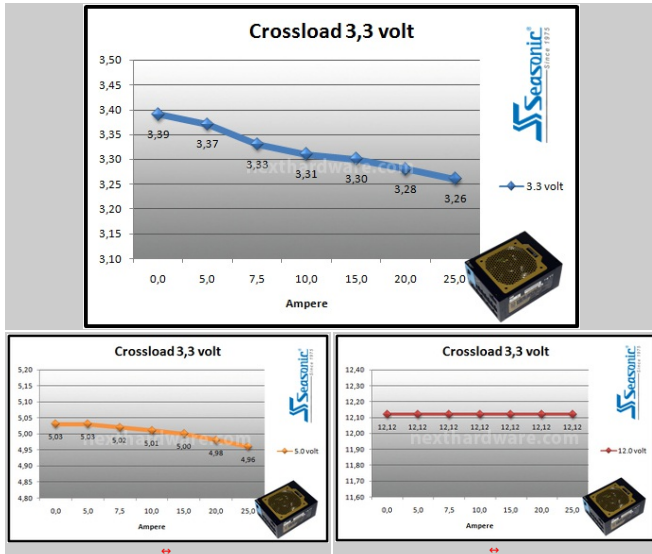 Crossload 3,3 volt
3,50
3,45
3,40
3,35
3,30
3,25
3,20
3,15
3,10
3,39
3,37
3,33
3,31
3,30
3,28
3,26
nexthardware.com
0,0 5,0 7,5 10,0 15,0 20,0 25,0
Ampere
Seasonic®
Since 1975
3.3 volt
Crossload 3,3 volt
5,20
5,15
5,10
5,05
5,00
4,95
4,90
4,85
4,80
5,03 5,03 5,02 5,01 5,00 4,98 4,96
nexthardware.com
0,0 5,0 7,5 10,0 15,0 20,0 25,0
Ampere
Seasonic®
Since 1975
5.0 volt
Crossload 3,3 volt
12,40
12,30
12,20
12,10
12,00
11,90
11,80
11,70
11,60
12,12 12,12 12,12 12,12 12,12 12,12 12,12
nexthardware.com
0,0 5,0 7,5 10,0 15,0 20,0 25,0
Ampere
Seasonic®
Since 1975
12.0 volt